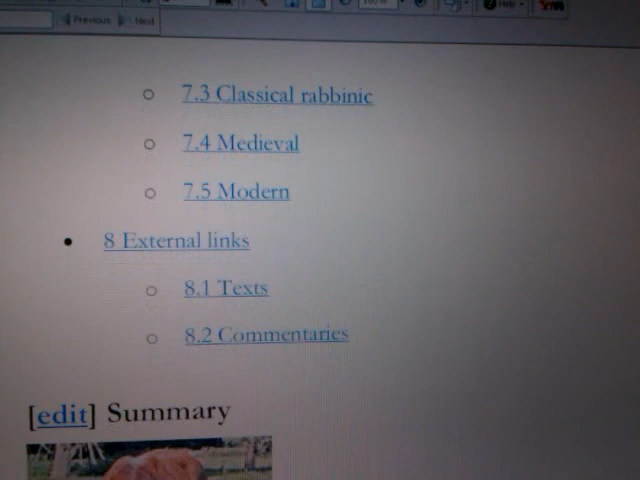 Previous Next
7.3 Classical rabbinic
7.4 Medieval
7.5 Modern
8 External links
8.1 Texts
8.2 Commentaries
[edit] Summary